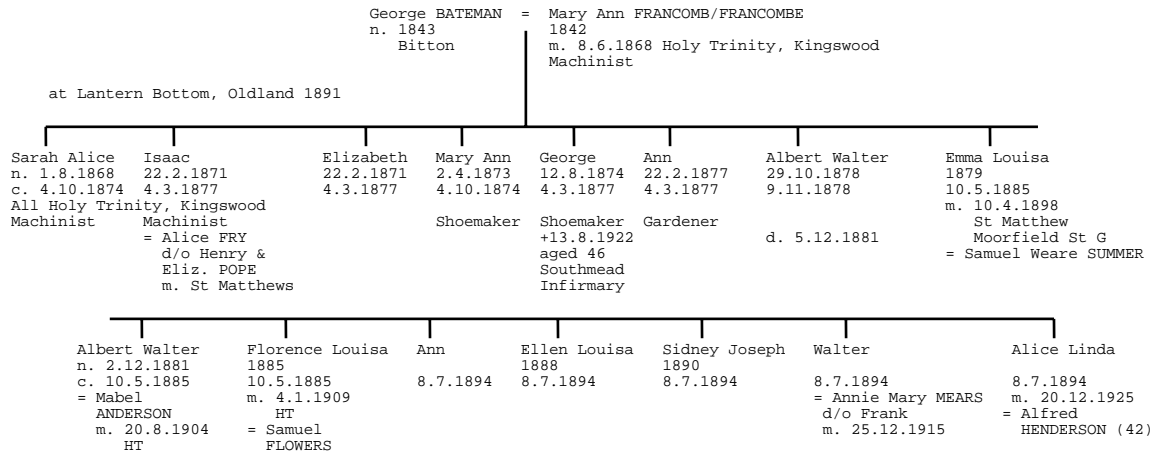 George BATEMAN = Mary Ann FRANCOMB/FRANCOMBE
n. 1843 1842
Bitton m. 8.6.1868 Holy Trinity, Kingswood
Machinist
at Lantern Bottom, Oldland 1891
Sarah Alice Isaac Elizabeth Mary Ann George Ann Albert Walter Emma Louisa
n. 1.8.1868 22.2.1871 22.2.1871 2.4.1873 12.8.1874 22.2.1877 29.10.1878 1879
c. 4.10.1874 4.3.1877 4.3.1877 4.10.1874 4.3.1877 4.3.1877 9.11.1878 10.5.1885
All Holy Trinity, Kingswood m. 10.4.1898
Machinist Machinist Shoemaker Shoemaker Gardener St Matthew
= Alice FRY +13.8.1922 d. 5.12.1881 Moorfield St G
d/o Henry & aged 46 = Samuel Weare SUMMER
Eliz. POPE Southmead
m. St Matthews Infirmary
Albert Walter Florence Louisa Ann Ellen Louisa Sidney Joseph Walter Alice Linda
n. 2.12.1881 1885 1888 1890
c. 10.5.1885 10.5.1885 8.7.1894 8.7.1894 8.7.1894 8.7.1894 8.7.1894
= Mabel m. 4.1.1909 = Annie Mary MEARS m. 20.12.1925
ANDERSON HT d/o Frank = Alfred
m. 20.8.1904 = Samuel m. 25.12.1915 HENDERSON (42)
HT FLOWERS